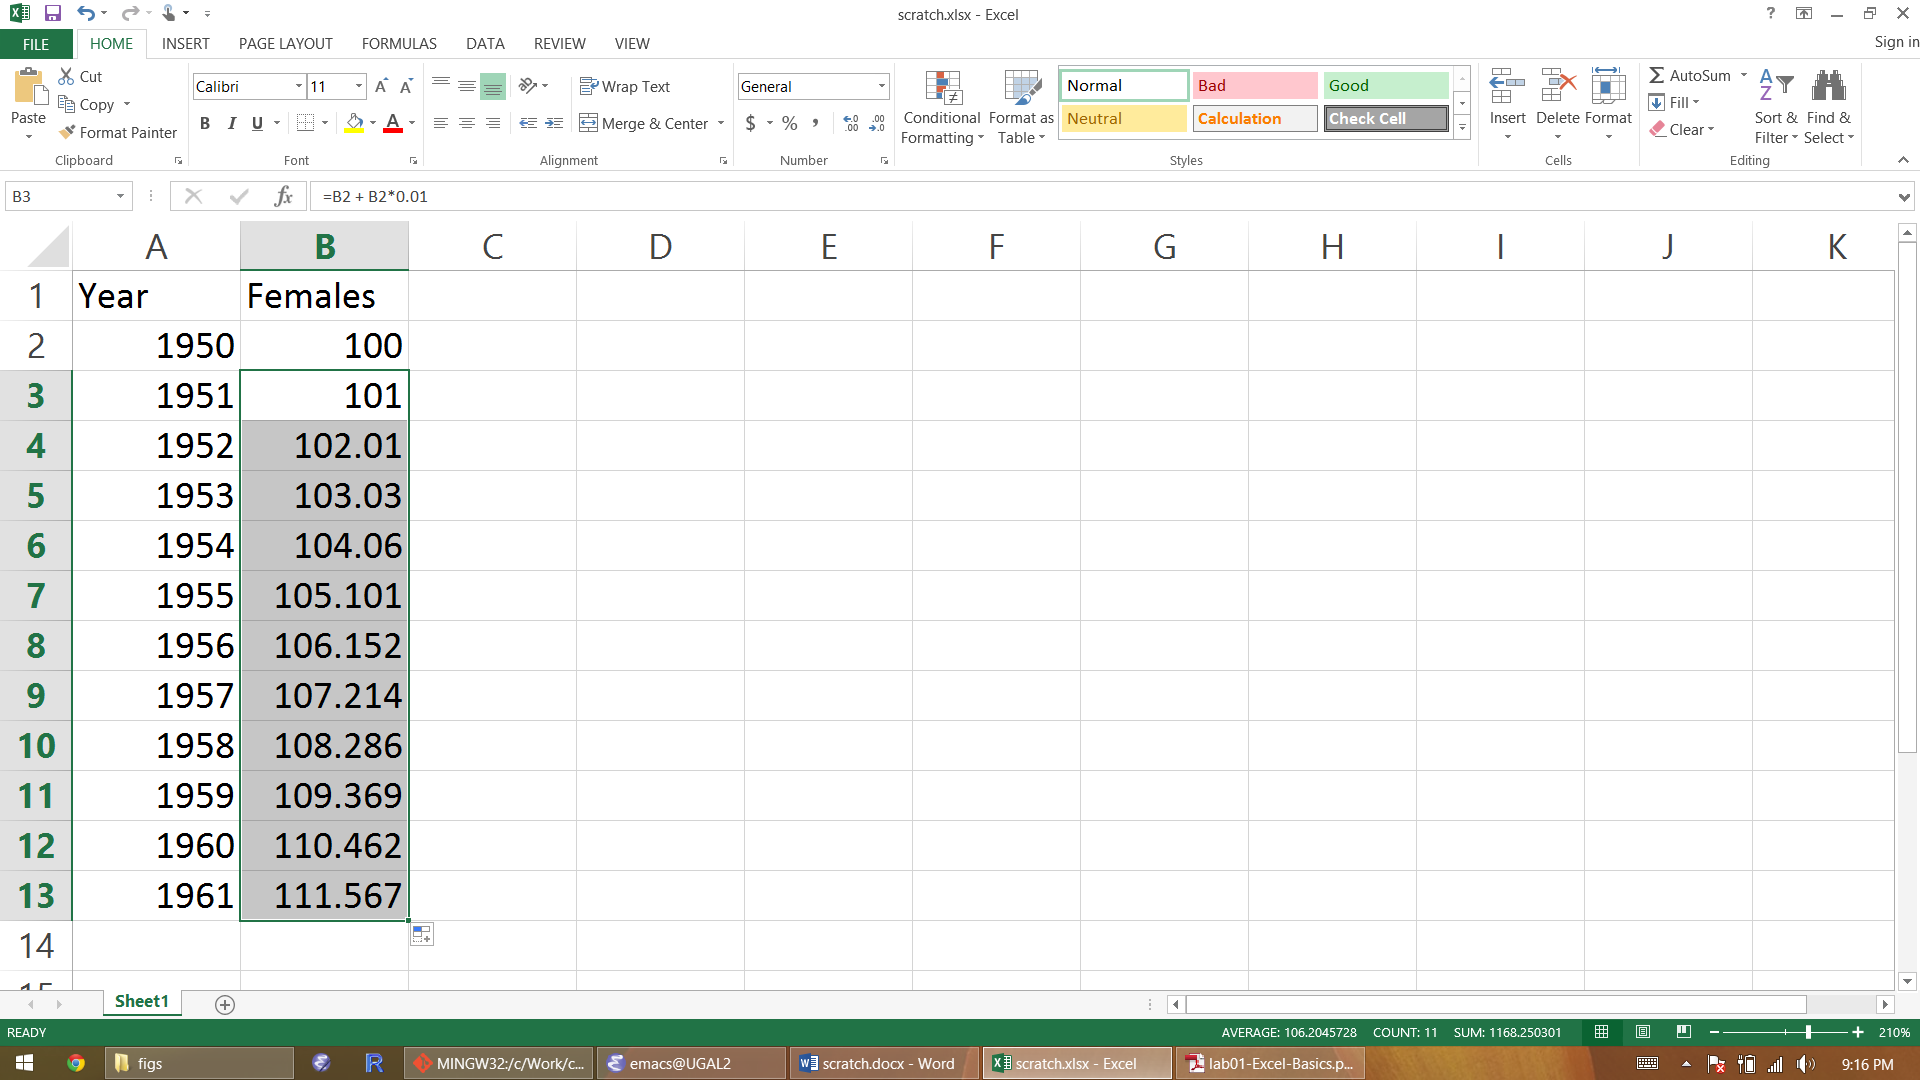 scratch.xlsx - Excel
?
FILE HOME INSERT PAGE LAYOUT FORMULAS DATA REVIEW VIEW
Sign in
Paste
Cut
Copy
Format Painter
Clipboard
Calibri 11
B I U
Font
Wrap Text
Merge & Center
Alignment
General
$ % ,
Number
Conditional Formatting
Format as Table
Normal Bad Good
Neutral Calculation Check Cell
Styles
Insert Delete Format
Cells
AutoSum
Fill
Clear
Sort & Filter
Find & Select
Editing
B3 fx =B2 + B2*0.01
A B C D E F G H I J K
1 Year Females
2 1950 100
3 1951 101
4 1952 102.01
5 1953 103.03
6 1954 104.06
7 1955 105.101
8 1956 106.152
9 1957 107.214
10 1958 108.286
11 1959 109.369
12 1960 110.462
13 1961 111.567
14
15
Sheet1
READY AVERAGE: 106.2045728 COUNT: 11 SUM: 1168.250301 210%
figs MINGW32:/c/Work/c... emacs@UGAL2 scratch.docx - Word scratch.xlsx - Excel lab01-Excel-Basics.p... 9:16 PM